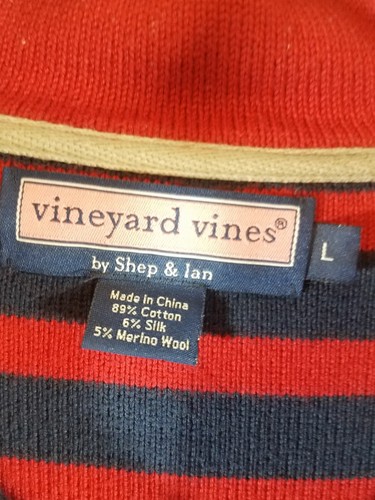 vineyard vines®
by Shep & Ian
L
Made in China
89% Cotton
6% Silk
5% Merino Wool